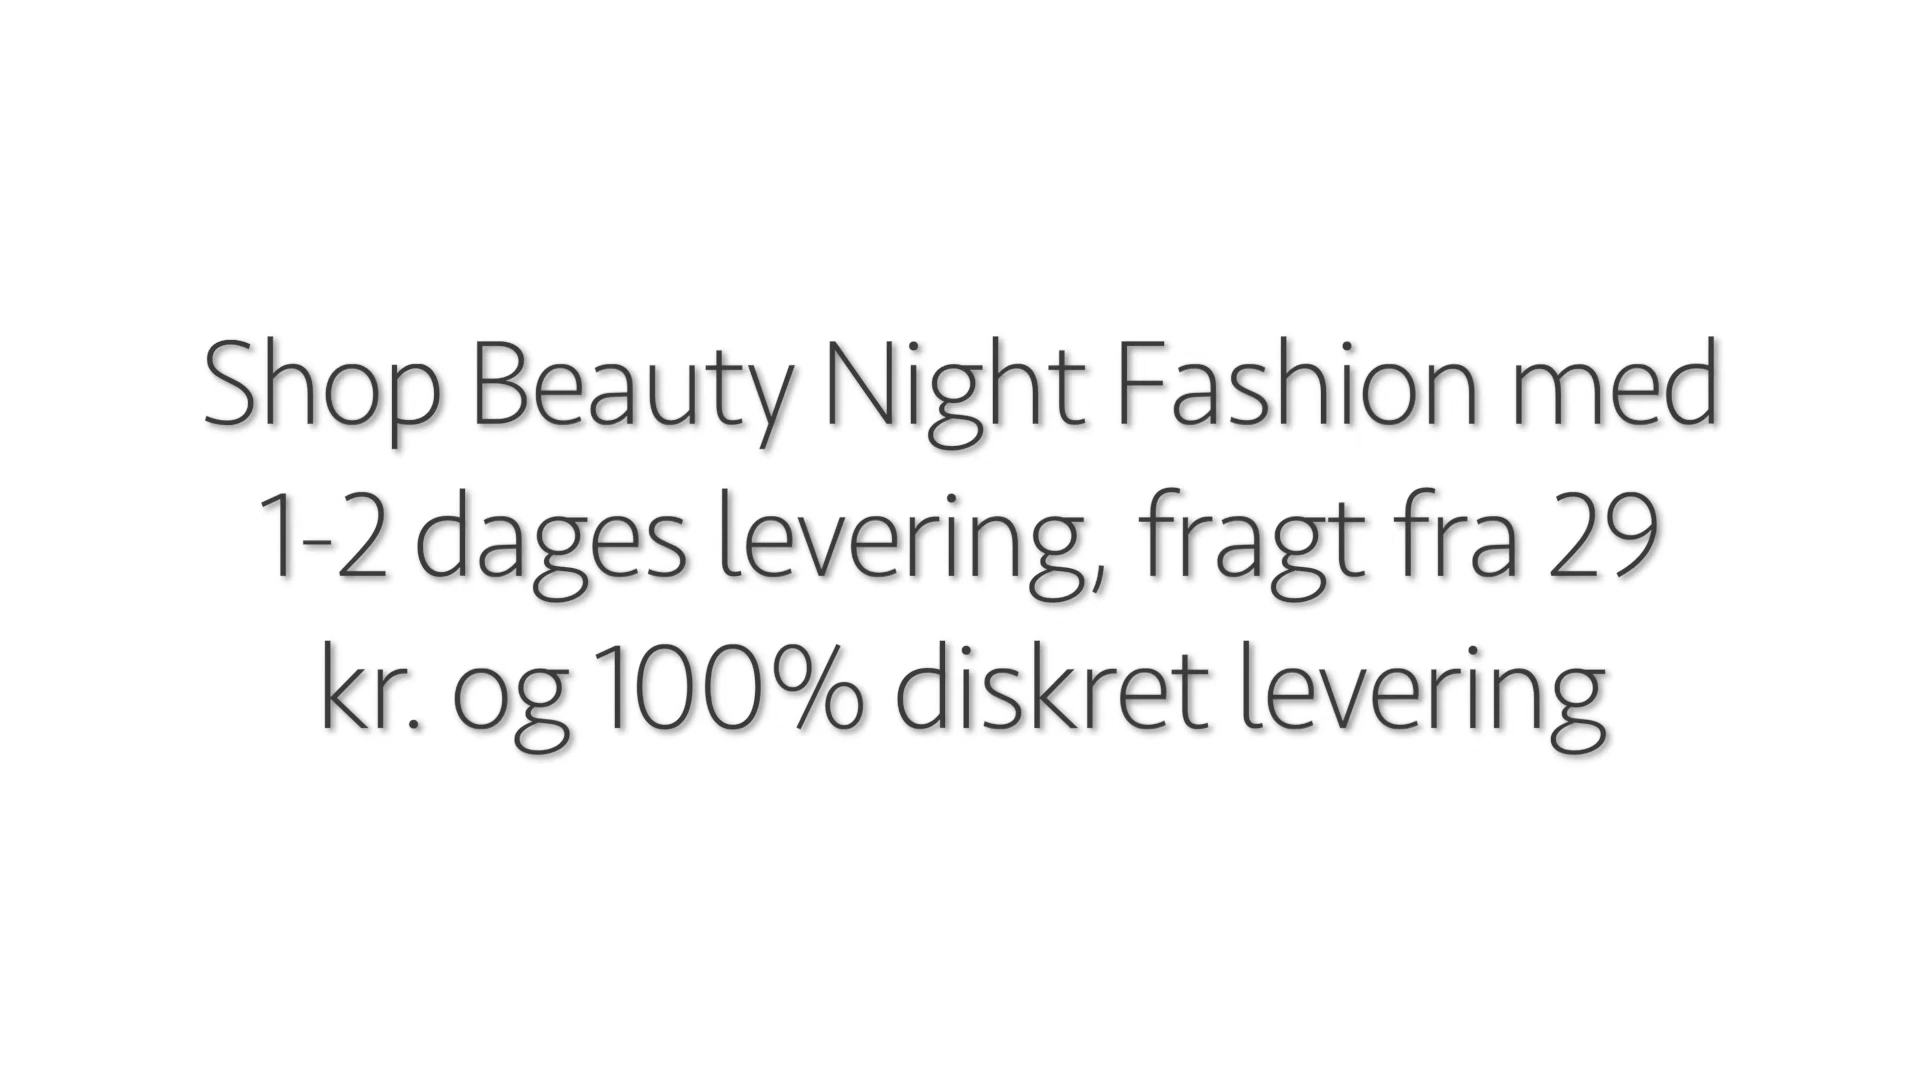 Shop Beauty Night Fashion med
1-2 dages levering, fragt fra 29
kr. og 100% diskret levering